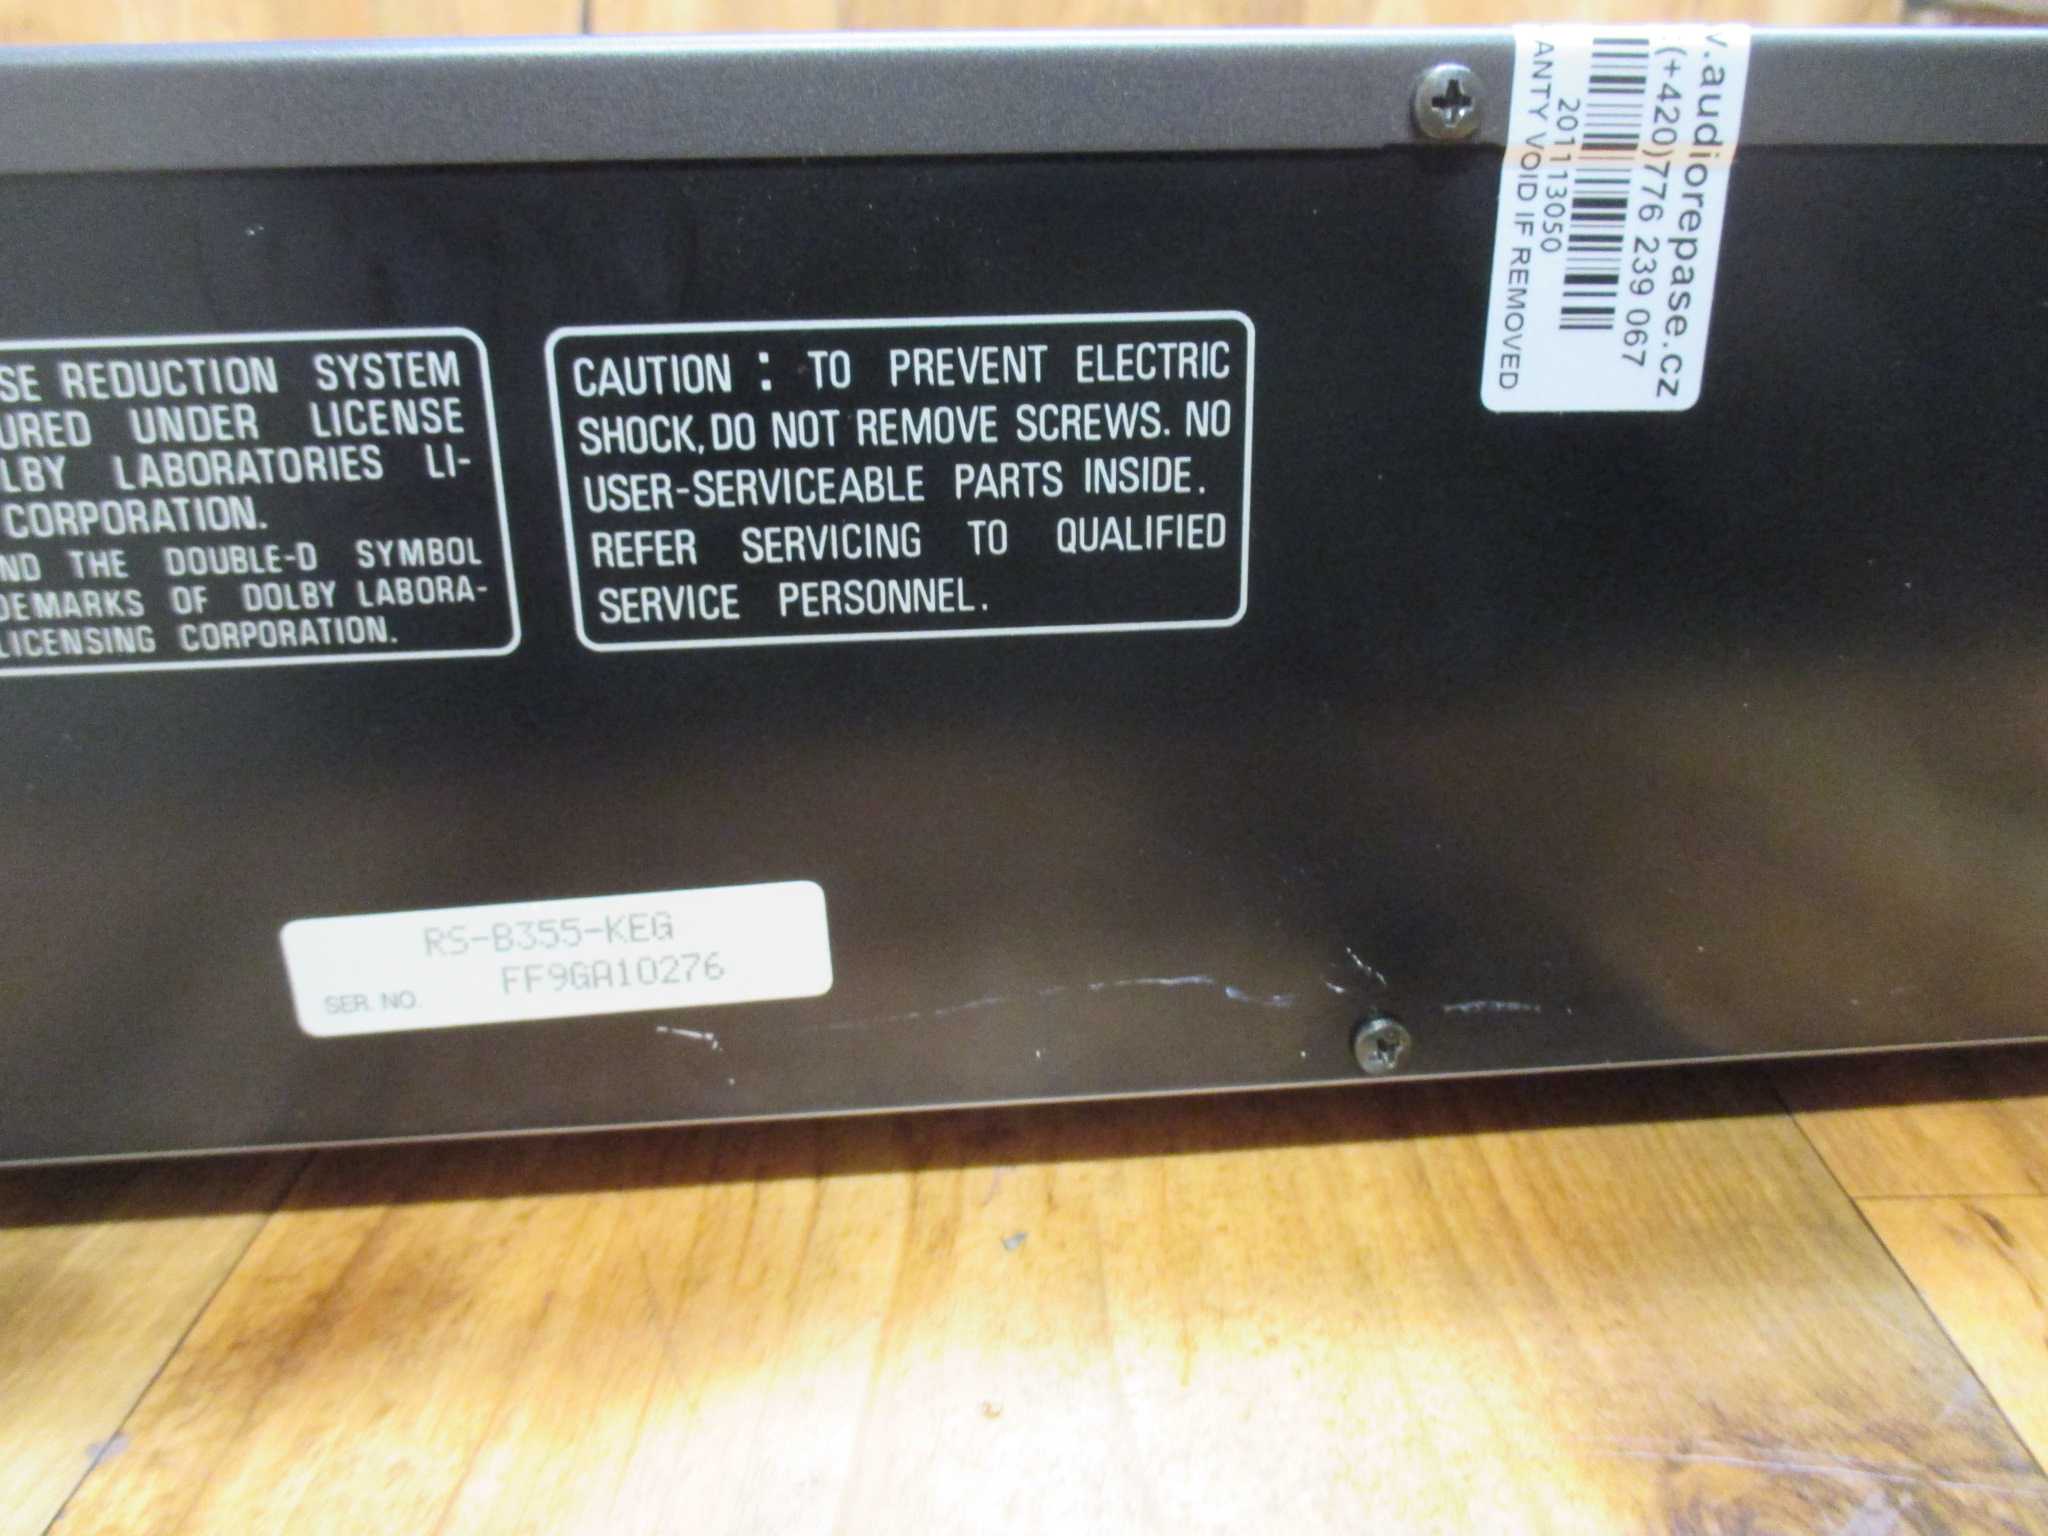 SE REDUCTION SYSTEM
URED UNDER LICENSE
LBY LABORATORIES LI-
CORPORATION.
ND THE DOUBLE-D SYMBOL
DEMARKS OF DOLBY LABORA-
LICENSING CORPORATION.
CAUTION : TO PREVENT ELECTRIC
SHOCK, DO NOT REMOVE SCREWS. NO
USER-SERVICEABLE PARTS INSIDE.
REFER SERVICING TO QUALIFIED
SERVICE PERSONNEL.
v.audiorepase.cz
:(+420)776 239 067
2011113050
ANTY VOID IF REMOVED
RS-B355-KEG
SER. NO. FF9GA10276